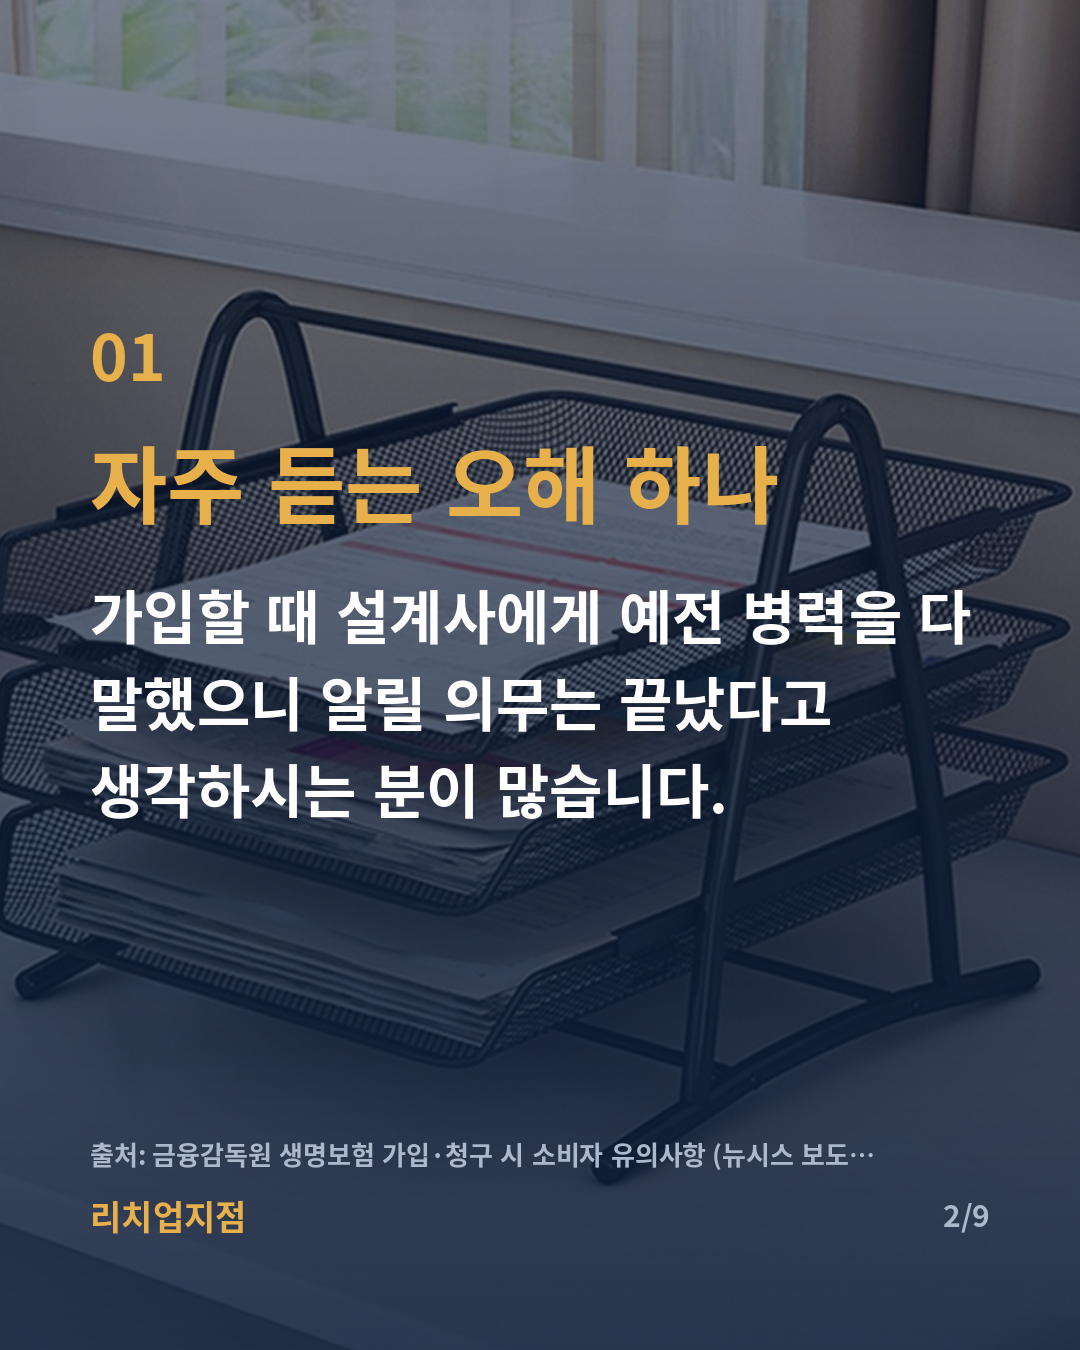 01
자주 듣는 오해 하나
가입할 때 설계사에게 예전 병력을 다
말했으니 알릴 의무는 끝났다고
생각하시는 분이 많습니다.
출처: 금융감독원 생명보험 가입·청구 시 소비자 유의사항 (뉴시스 보도…
리치업지점
2/9